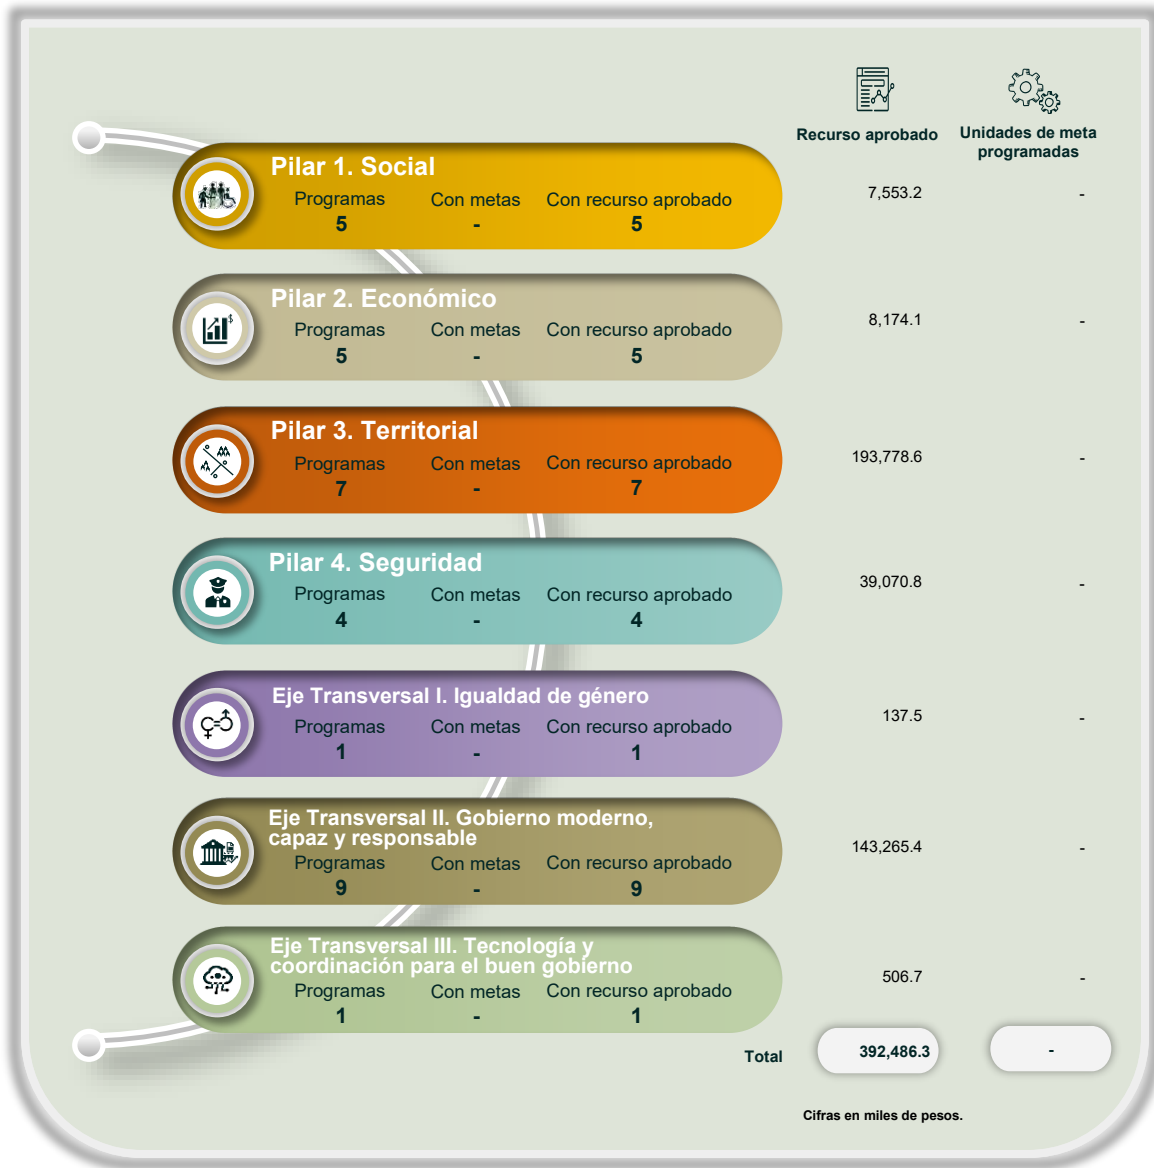 Recurso aprobado
Unidades de meta
programadas
Pilar 1. Social
Programas Con metas Con recurso aprobado
5 - 5
7,553.2 -
Pilar 2. Económico
Programas Con metas Con recurso aprobado
5 - 5
8,174.1 -
Pilar 3. Territorial
Programas Con metas Con recurso aprobado
7 - 7
193,778.6 -
Pilar 4. Seguridad
Programas Con metas Con recurso aprobado
4 - 4
39,070.8 -
Eje Transversal I. Igualdad de género
Programas Con metas Con recurso aprobado
1 - 1
137.5 -
Eje Transversal II. Gobierno moderno,
capaz y responsable
Programas Con metas Con recurso aprobado
9 - 9
143,265.4 -
Eje Transversal III. Tecnología y
coordinación para el buen gobierno
Programas Con metas Con recurso aprobado
1 - 1
506.7 -
Total 392,486.3 -
Cifras en miles de pesos.